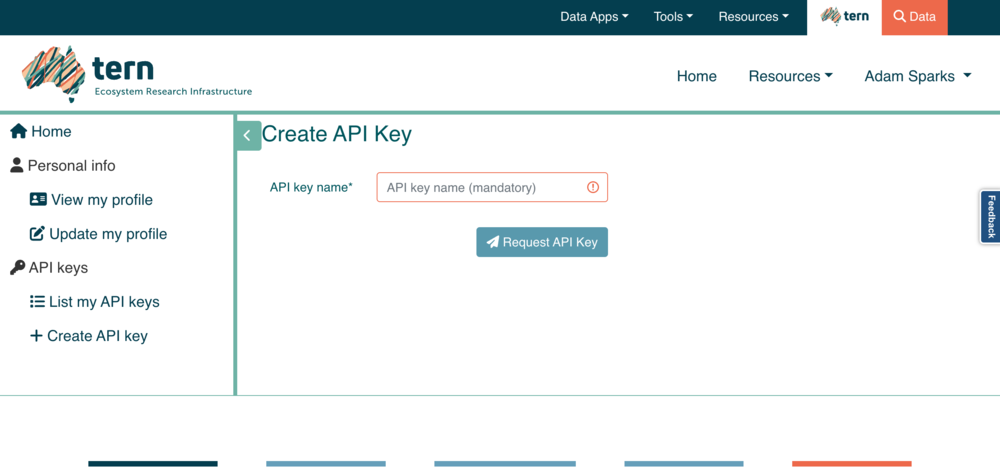 Data Apps Tools Resources tern Data
tern
Ecosystem Research Infrastructure
Home Resources Adam Sparks
Home
Create API Key
Personal info
API key name* API key name (mandatory)
View my profile
Feedback
Update my profile
Request API Key
API keys
List my API keys
Create API key